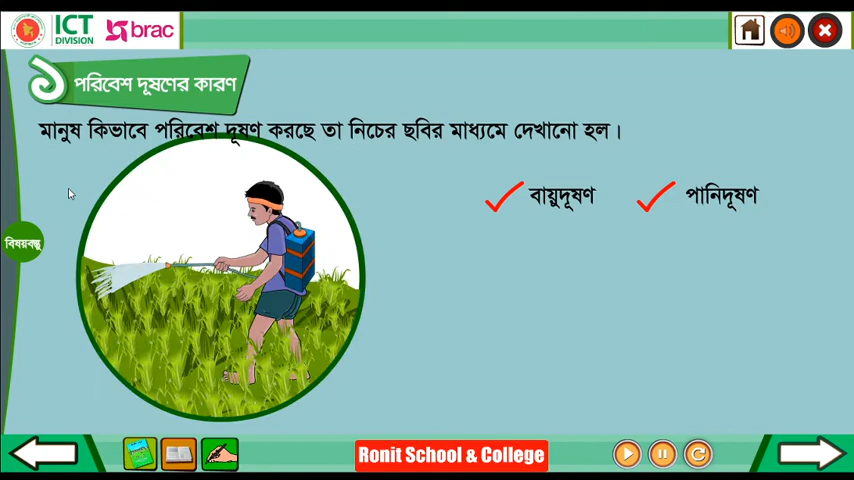 ICT
DIVISION
brac
১
পরিবেশ দূষণের কারণ
মানুষ কিভাবে পরিবেশ দূষণ করছে তা নিচের ছবির মাধ্যমে দেখানো হল।
বায়ুদূষণ পানিদূষণ
বিষয়বস্তু
Ronit School & College